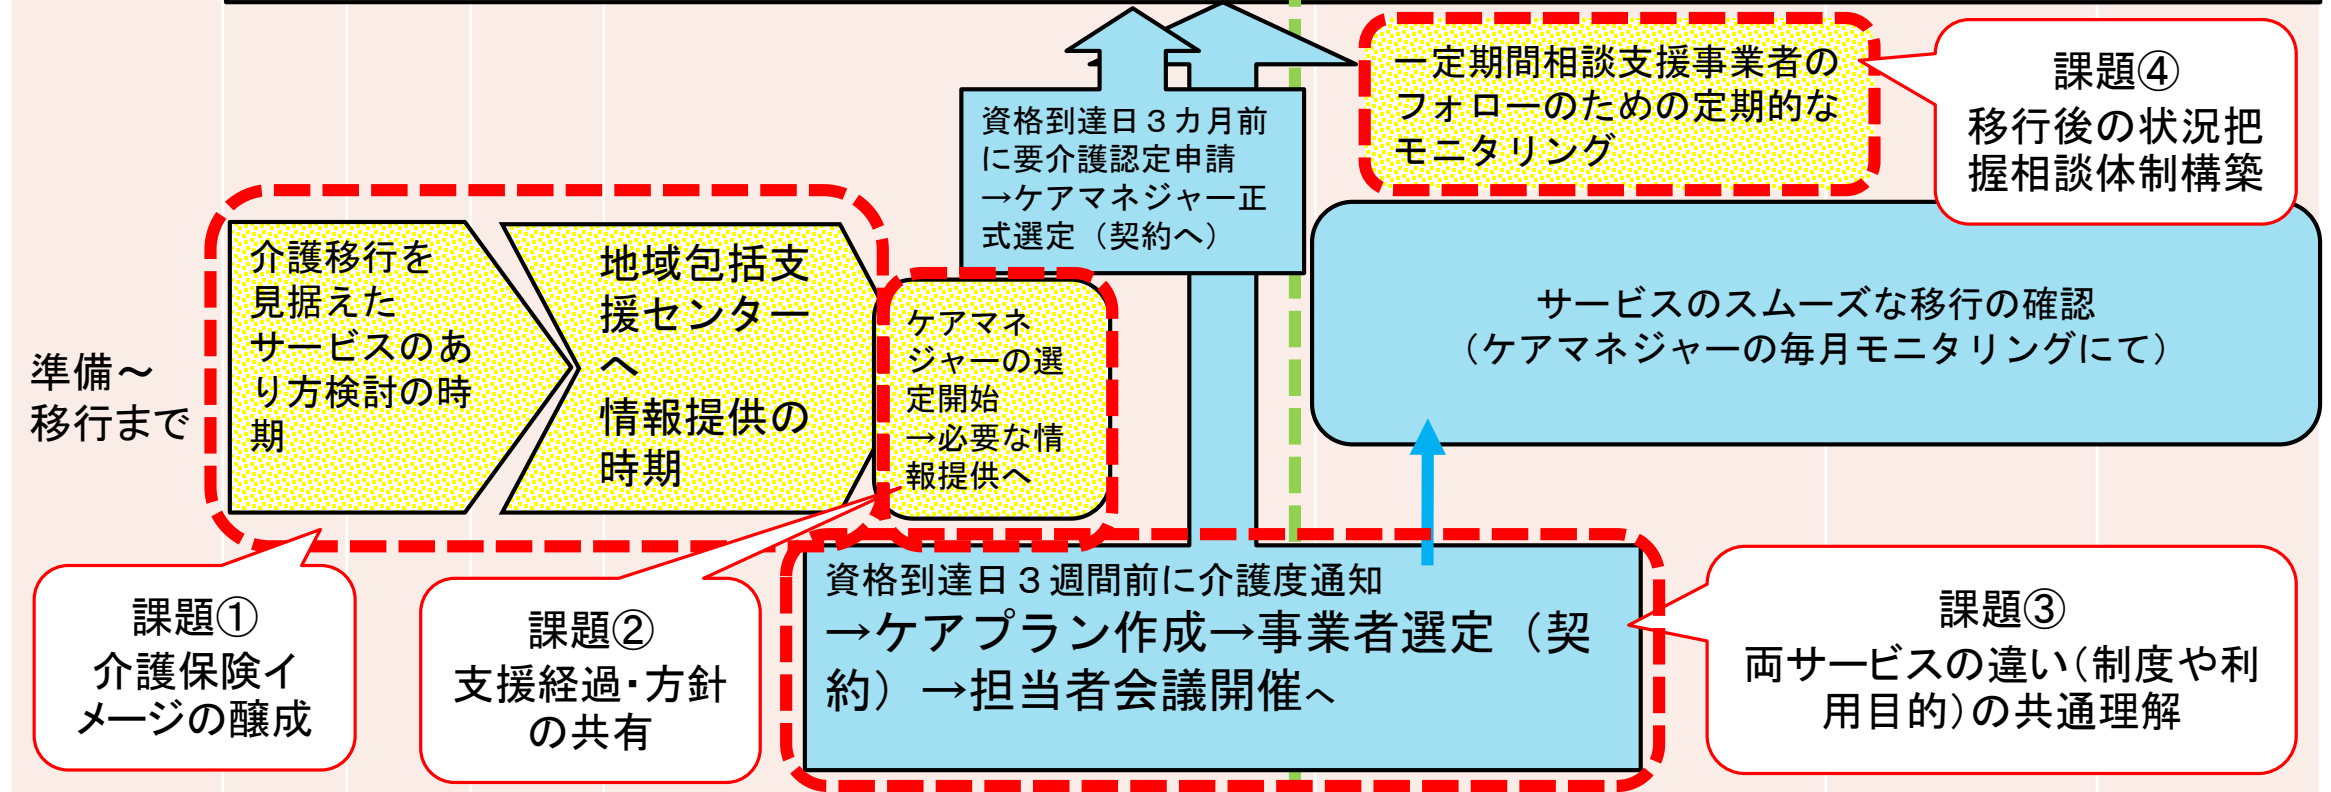 準備～
移行まで
介護移行を
見据えた
サービスのあ
り方検討の時
期
地域包括支
援センター
へ
情報提供の
時期
ケアマネ
ジャーの選
定開始
→必要な情
報提供へ
資格到達日３カ月前
に要介護認定申請
→ケアマネジャー正
式選定（契約へ）
一定期間相談支援事業者の
フォローのための定期的な
モニタリング
課題④
移行後の状況把
握相談体制構築
サービスのスムーズな移行の確認
（ケアマネジャーの毎月モニタリングにて）
課題①
介護保険イ
メージの醸成
課題②
支援経過・方針
の共有
資格到達日３週間前に介護度通知
→ケアプラン作成→事業者選定（契
約）→担当者会議開催へ
課題③
両サービスの違い（制度や利
用目的）の共通理解